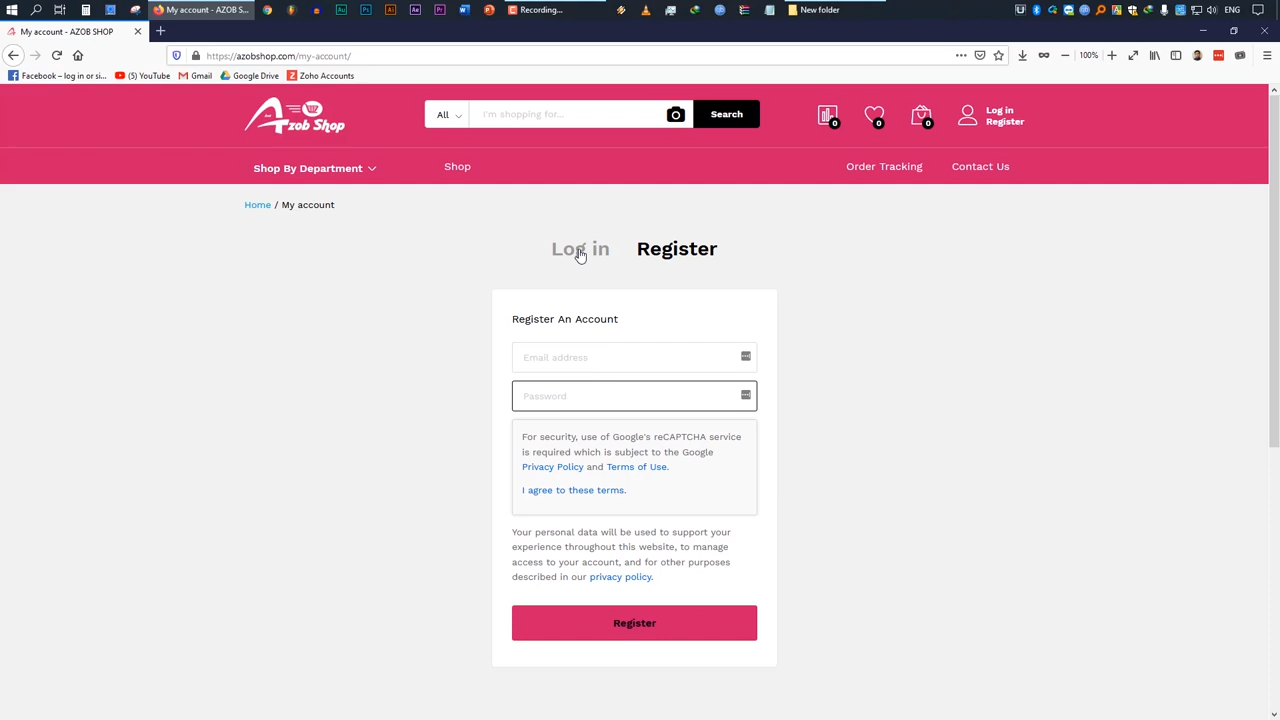 My account - AZOB S...
Recording...
New folder
ENG
My account - AZOB SHOP
https://azobshop.com/my-account/
100%
Facebook – log in or si...
(5) YouTube
Gmail
Google Drive
Zoho Accounts
Azob Shop
All
I'm shopping for...
Search
0
0
0
Log in
Register
Shop By Department
Shop
Order Tracking
Contact Us
Home / My account
Log in
Register
Register An Account
Email address
Password
For security, use of Google's reCAPTCHA service
is required which is subject to the Google
Privacy Policy and Terms of Use.
I agree to these terms.
Your personal data will be used to support your
experience throughout this website, to manage
access to your account, and for other purposes
described in our privacy policy.
Register